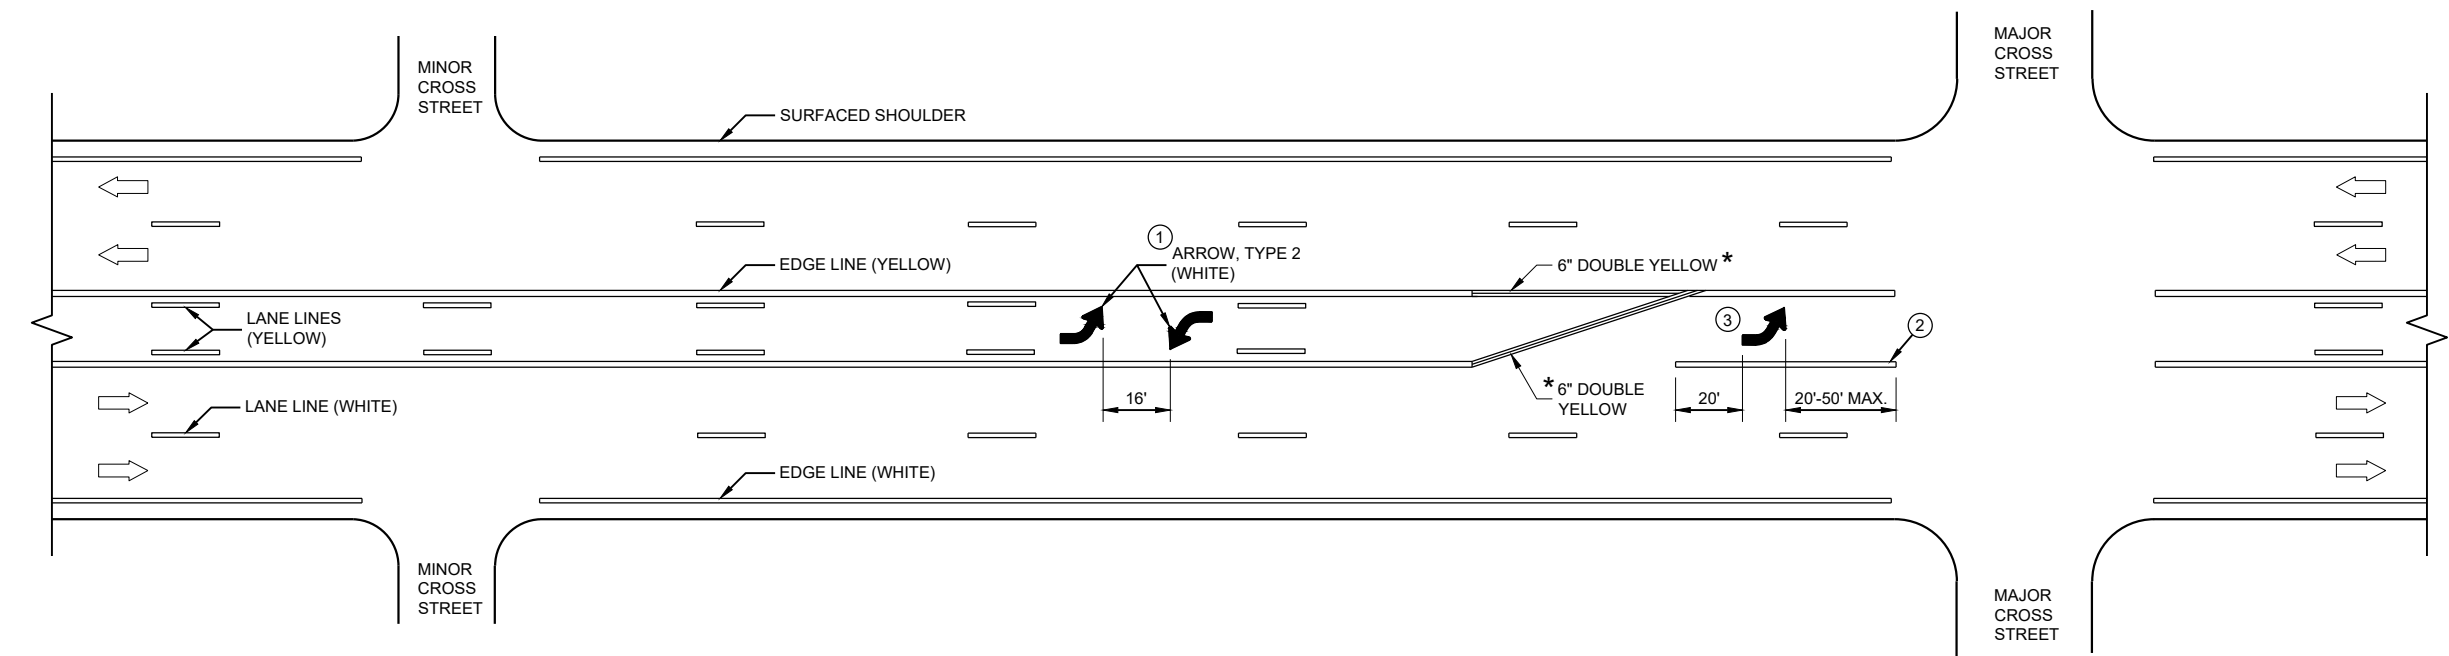 MINOR
CROSS
STREET
MAJOR
CROSS
STREET
SURFACED SHOULDER
1
ARROW, TYPE 2
(WHITE)
EDGE LINE (YELLOW)
6" DOUBLE YELLOW *
LANE LINES
(YELLOW)
3
2
* 6" DOUBLE
YELLOW
16'
20'
20'-50' MAX.
LANE LINE (WHITE)
EDGE LINE (WHITE)
MINOR
CROSS
STREET
MAJOR
CROSS
STREET